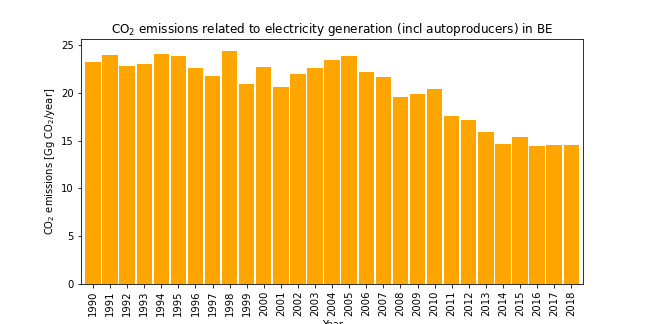 CO₂ emissions related to electricity generation (incl autoproducers) in BE
25
20
15
10
5
0
CO₂ emissions [Gg CO₂/year]
1990 1991 1992 1993 1994 1995 1996 1997 1998 1999 2000 2001 2002 2003 2004 2005 2006 2007 2008 2009 2010 2011 2012 2013 2014 2015 2016 2017 2018
Year